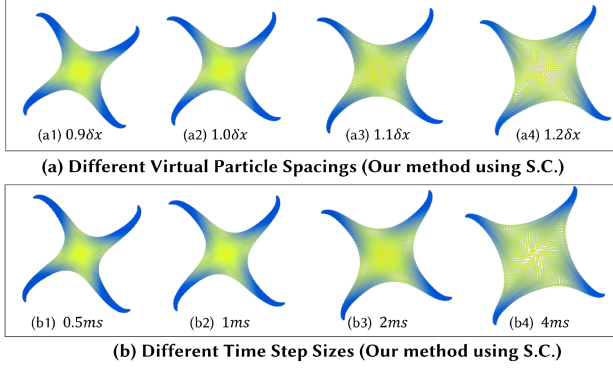 (a1) 0.9δx (a2) 1.0δx (a3) 1.1δx (a4) 1.2δx
(a) Different Virtual Particle Spacings (Our method using S.C.)
(b1) 0.5ms (b2) 1ms (b3) 2ms (b4) 4ms
(b) Different Time Step Sizes (Our method using S.C.)